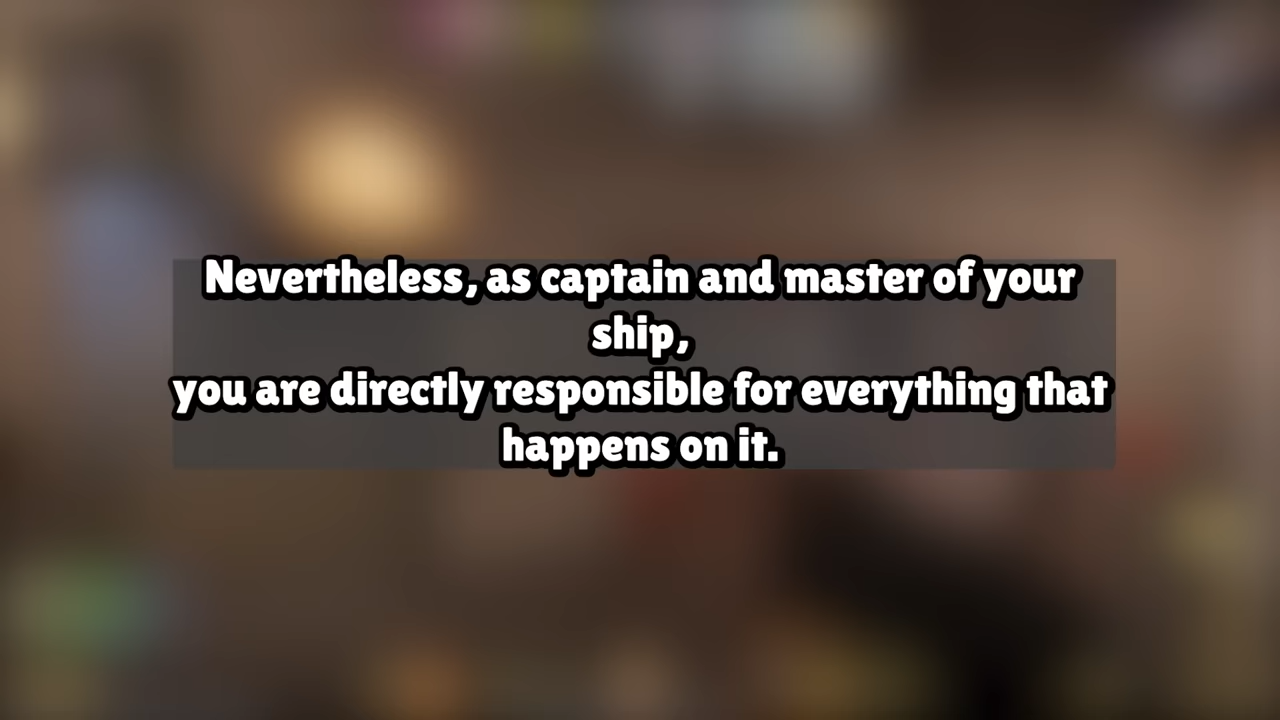 Nevertheless, as captain and master of your
ship,
you are directly responsible for everything that
happens on it.